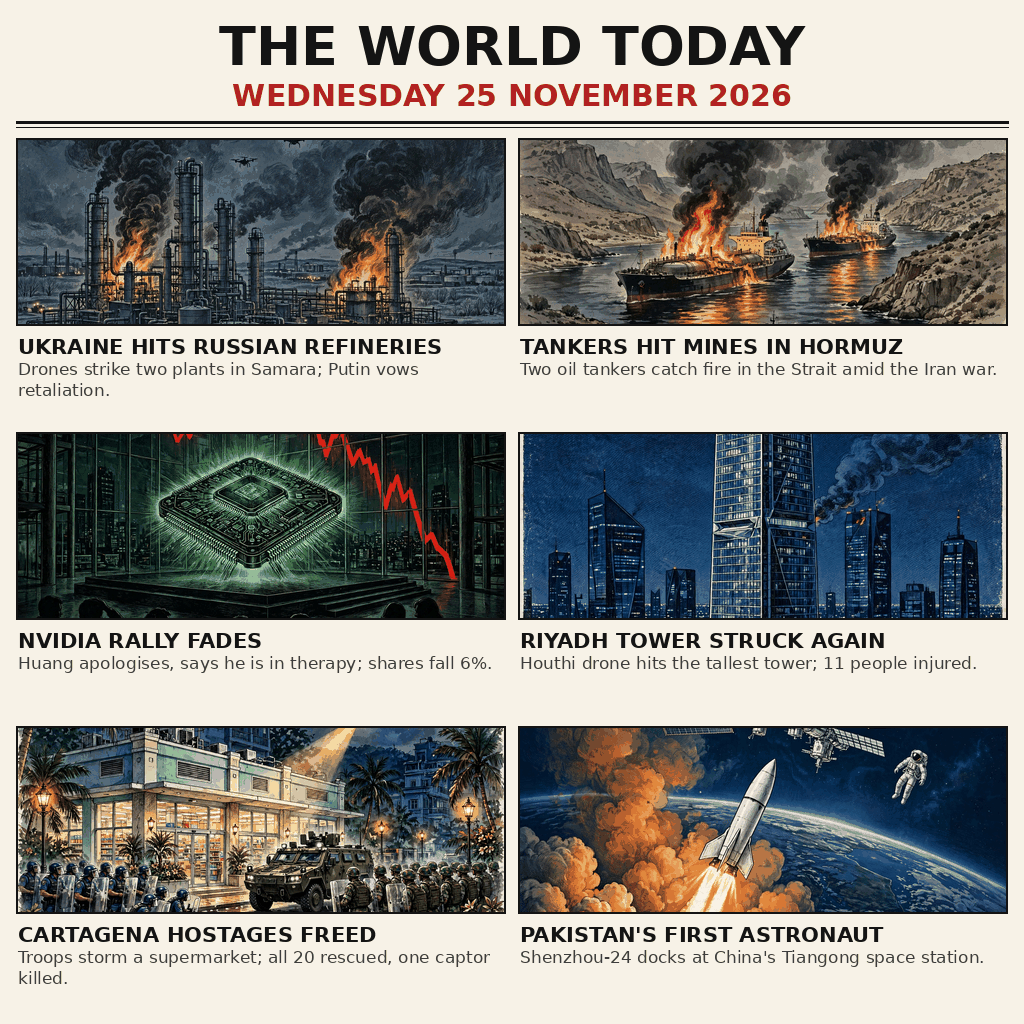 THE WORLD TODAY
WEDNESDAY 25 NOVEMBER 2026
UKRAINE HITS RUSSIAN REFINERIES
Drones strike two plants in Samara; Putin vows
retaliation.
TANKERS HIT MINES IN HORMUZ
Two oil tankers catch fire in the Strait amid the Iran war.
NVIDIA RALLY FADES
Huang apologises, says he is in therapy; shares fall 6%.
RIYADH TOWER STRUCK AGAIN
Houthi drone hits the tallest tower; 11 people injured.
CARTAGENA HOSTAGES FREED
Troops storm a supermarket; all 20 rescued, one captor
killed.
PAKISTAN'S FIRST ASTRONAUT
Shenzhou-24 docks at China's Tiangong space station.